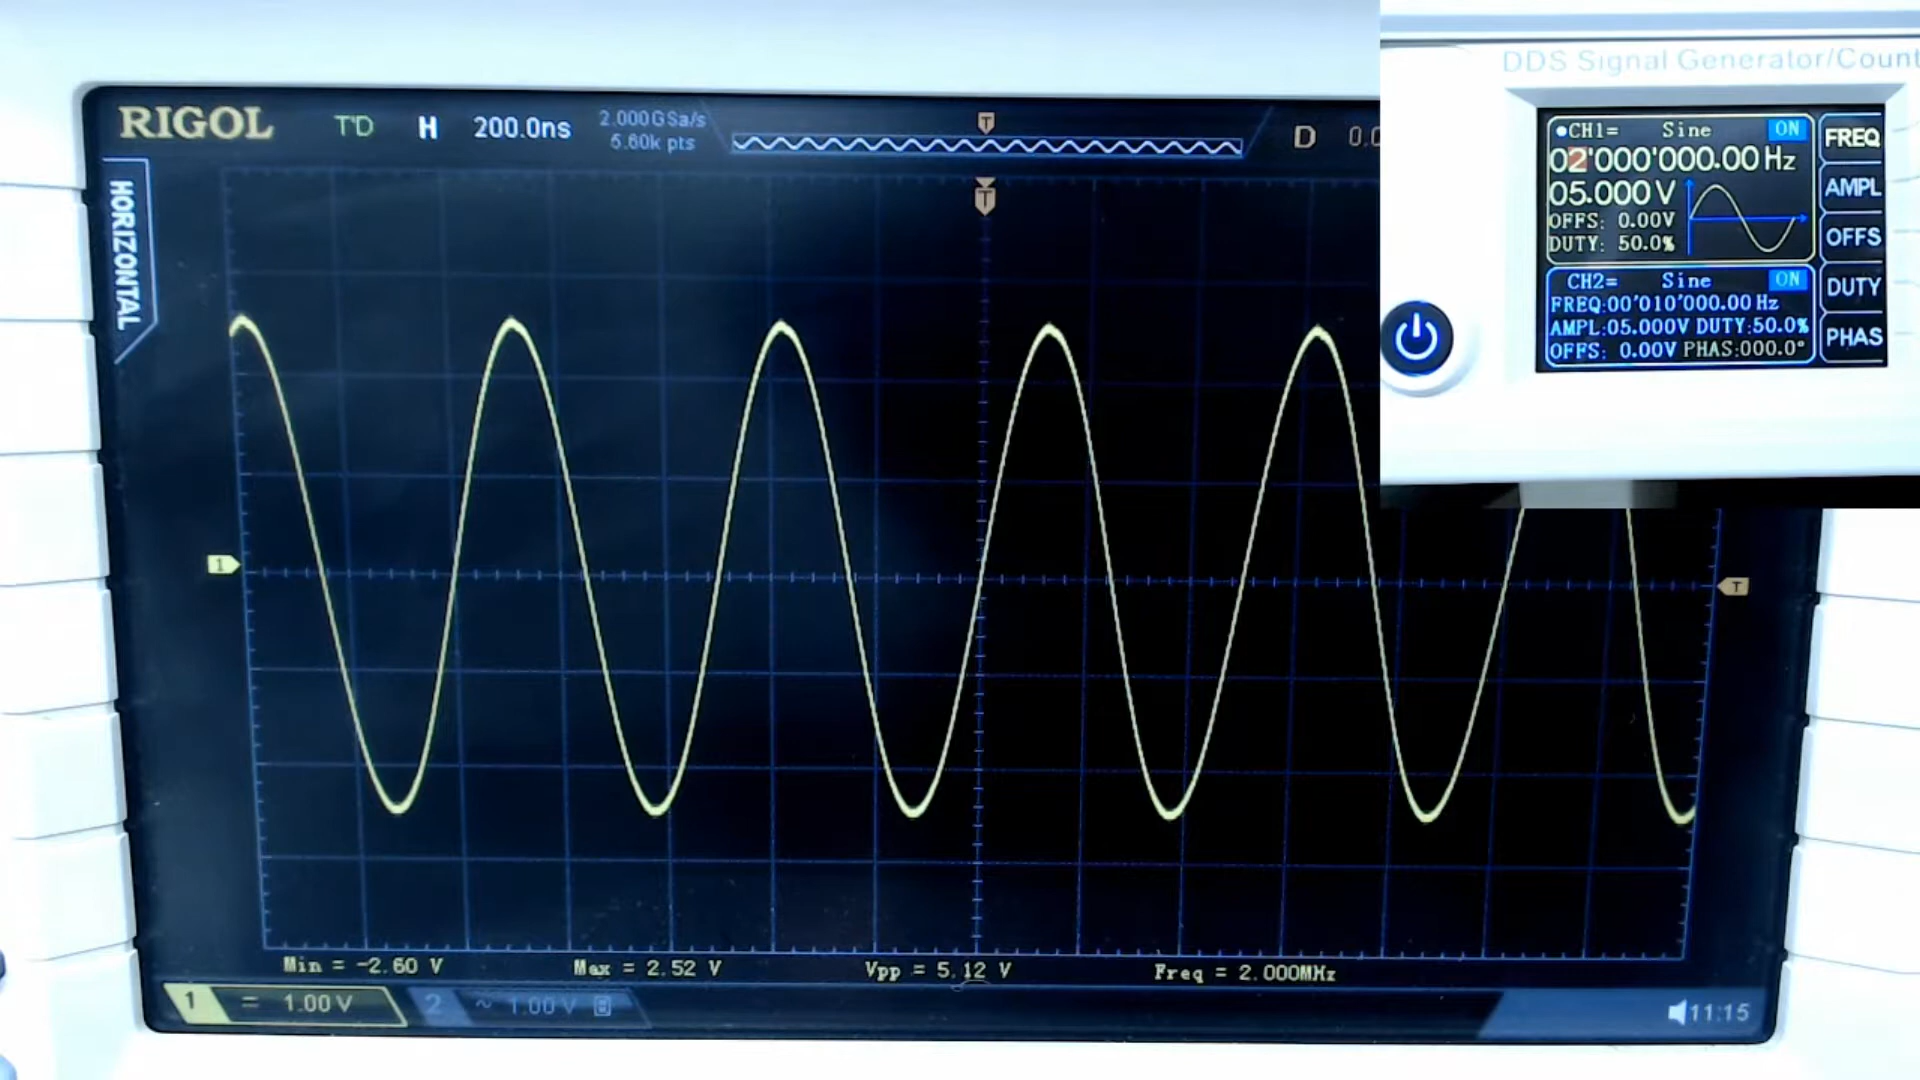 RIGOL
T'D H 200.0ns 2.000GSa/s
5.60k pts
T
D
HORIZONTAL
T
1
T
Min = -2.60 V Max = 2.52 V Vpp = 5.12 V Freq = 2.000MHz
1 = 1.00 V 2 ~ 1.00 V
11:15
DDS Signal Generator/Count
CH1= Sine ON
02'000'000.00 Hz
05.000 V
OFFS: 0.00V
DUTY: 50.0%
CH2= Sine ON
FREQ:00'010'000.00 Hz
AMPL:05.000V DUTY:50.0%
OFFS: 0.00V PHAS:000.0°
FREQ
AMPL
OFFS
DUTY
PHAS